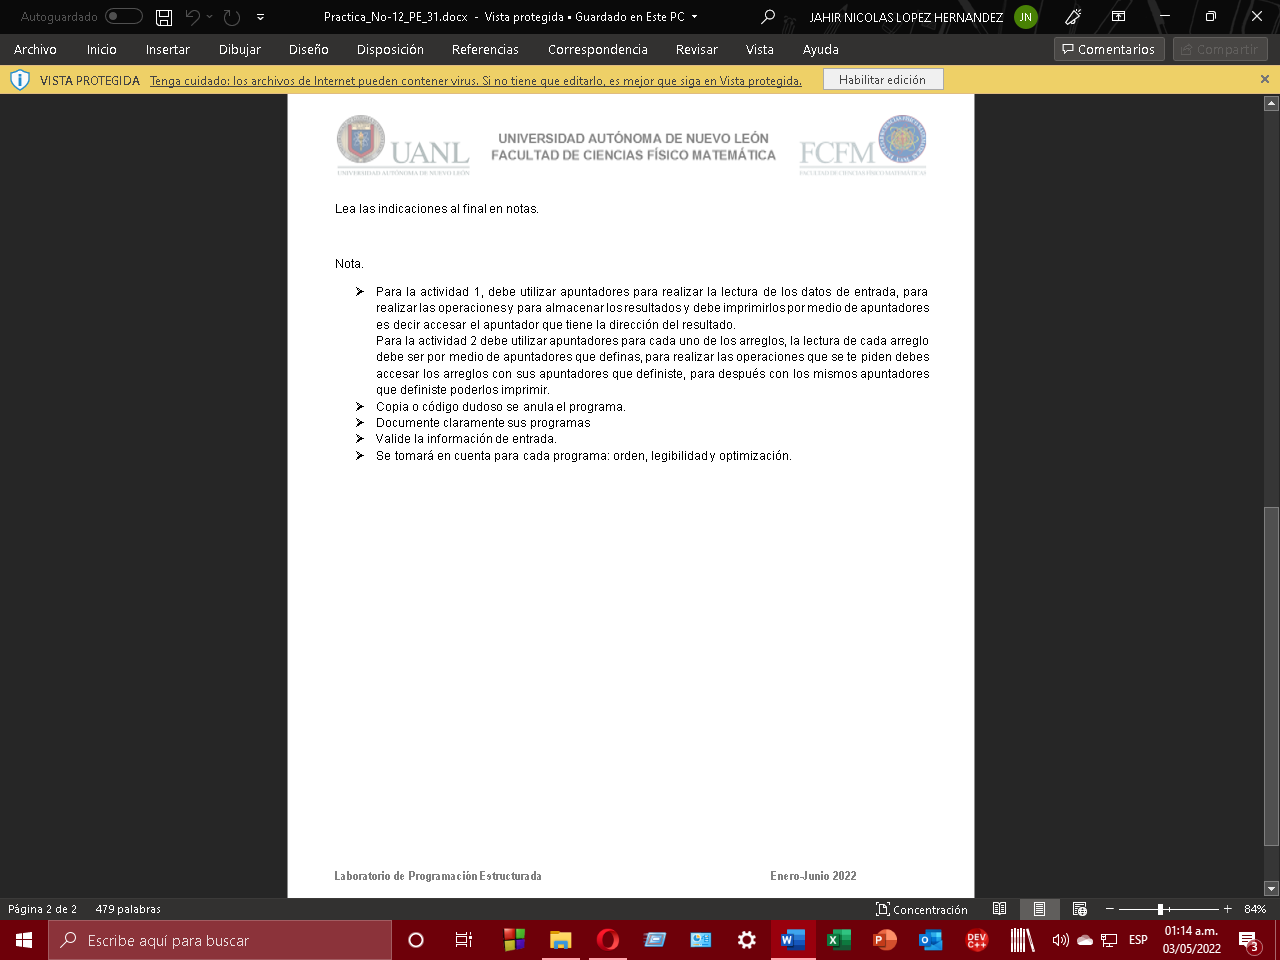 Autoguardado
Practica_No-12_PE_31.docx - Vista protegida • Guardado en Este PC
JAHIR NICOLAS LOPEZ HERNANDEZ
JN
Archivo Inicio Insertar Dibujar Diseño Disposición Referencias Correspondencia Revisar Vista Ayuda
Comentarios
Compartir
VISTA PROTEGIDA Tenga cuidado: los archivos de Internet pueden contener virus. Si no tiene que editarlo, es mejor que siga en Vista protegida. Habilitar edición
UANL
UNIVERSIDAD AUTÓNOMA DE NUEVO LEÓN
UNIVERSIDAD AUTÓNOMA DE NUEVO LEÓN
FACULTAD DE CIENCIAS FÍSICO MATEMÁTICA
FCFM
FACULTAD DE CIENCIAS FÍSICO MATEMÁTICAS
Lea las indicaciones al final en notas.
Nota.
Para la actividad 1, debe utilizar apuntadores para realizar la lectura de los datos de entrada, para
realizar las operaciones y para almacenar los resultados y debe imprimirlos por medio de apuntadores
es decir accesar el apuntador que tiene la dirección del resultado.
Para la actividad 2 debe utilizar apuntadores para cada uno de los arreglos, la lectura de cada arreglo
debe ser por medio de apuntadores que definas, para realizar las operaciones que se te piden debes
accesar los arreglos con sus apuntadores que definiste, para después con los mismos apuntadores
que definiste poderlos imprimir.
Copia o código dudoso se anula el programa.
Documente claramente sus programas
Valide la información de entrada.
Se tomará en cuenta para cada programa: orden, legibilidad y optimización.
Laboratorio de Programación Estructurada Enero-Junio 2022
Página 2 de 2 479 palabras
Concentración
84%
Escribe aquí para buscar
DEV
C++
ESP
01:14 a.m.
03/05/2022
3